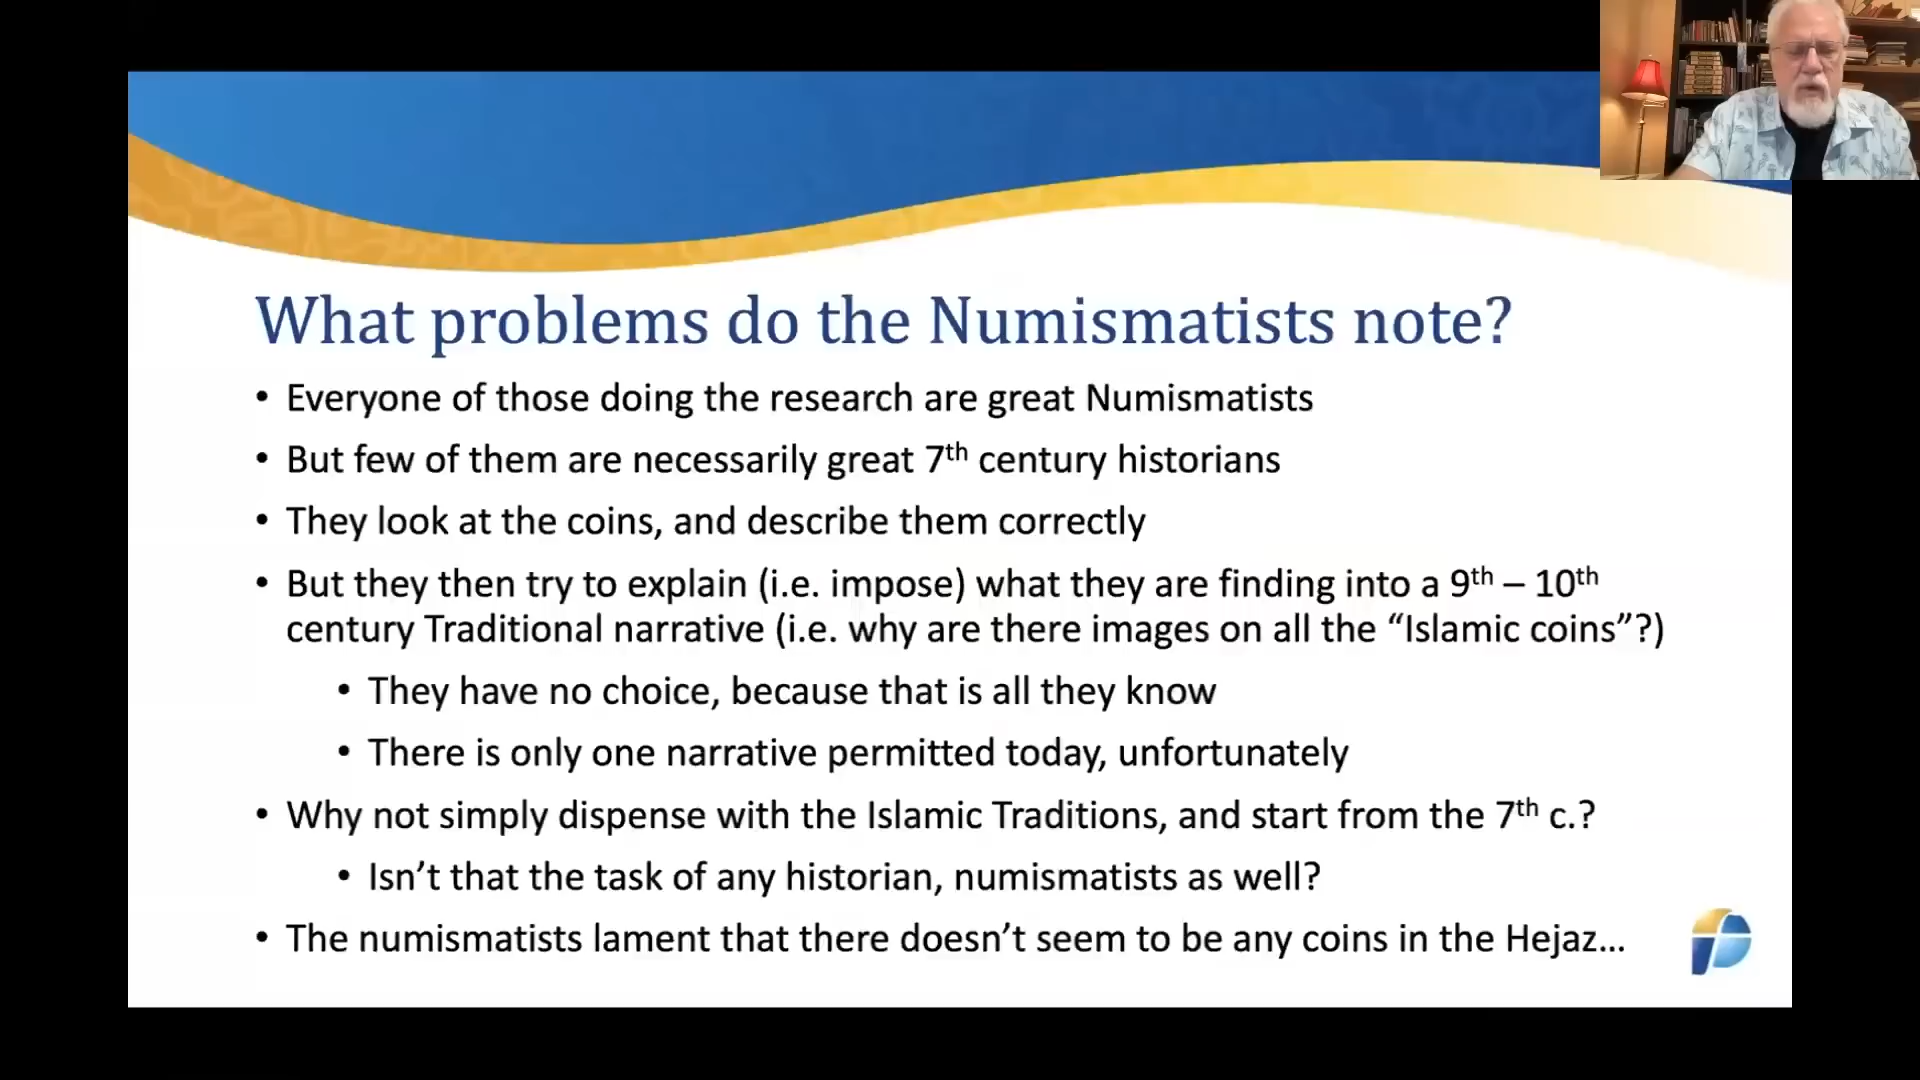 What problems do the Numismatists note?
• Everyone of those doing the research are great Numismatists
• But few of them are necessarily great 7th century historians
• They look at the coins, and describe them correctly
• But they then try to explain (i.e. impose) what they are finding into a 9th – 10th
century Traditional narrative (i.e. why are there images on all the “Islamic coins”?)
• They have no choice, because that is all they know
• There is only one narrative permitted today, unfortunately
• Why not simply dispense with the Islamic Traditions, and start from the 7th c.?
• Isn’t that the task of any historian, numismatists as well?
• The numismatists lament that there doesn’t seem to be any coins in the Hejaz…